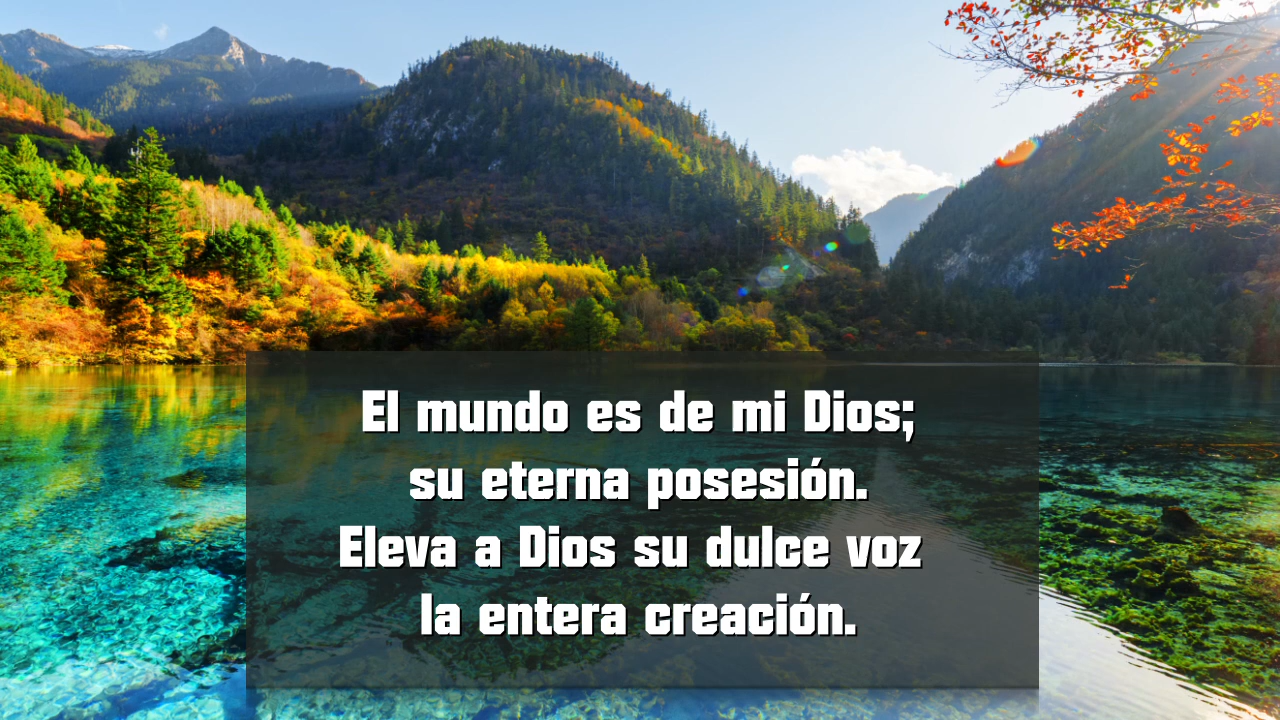 El mundo es de mi Dios;
su eterna posesión.
Eleva a Dios su dulce voz
la entera creación.